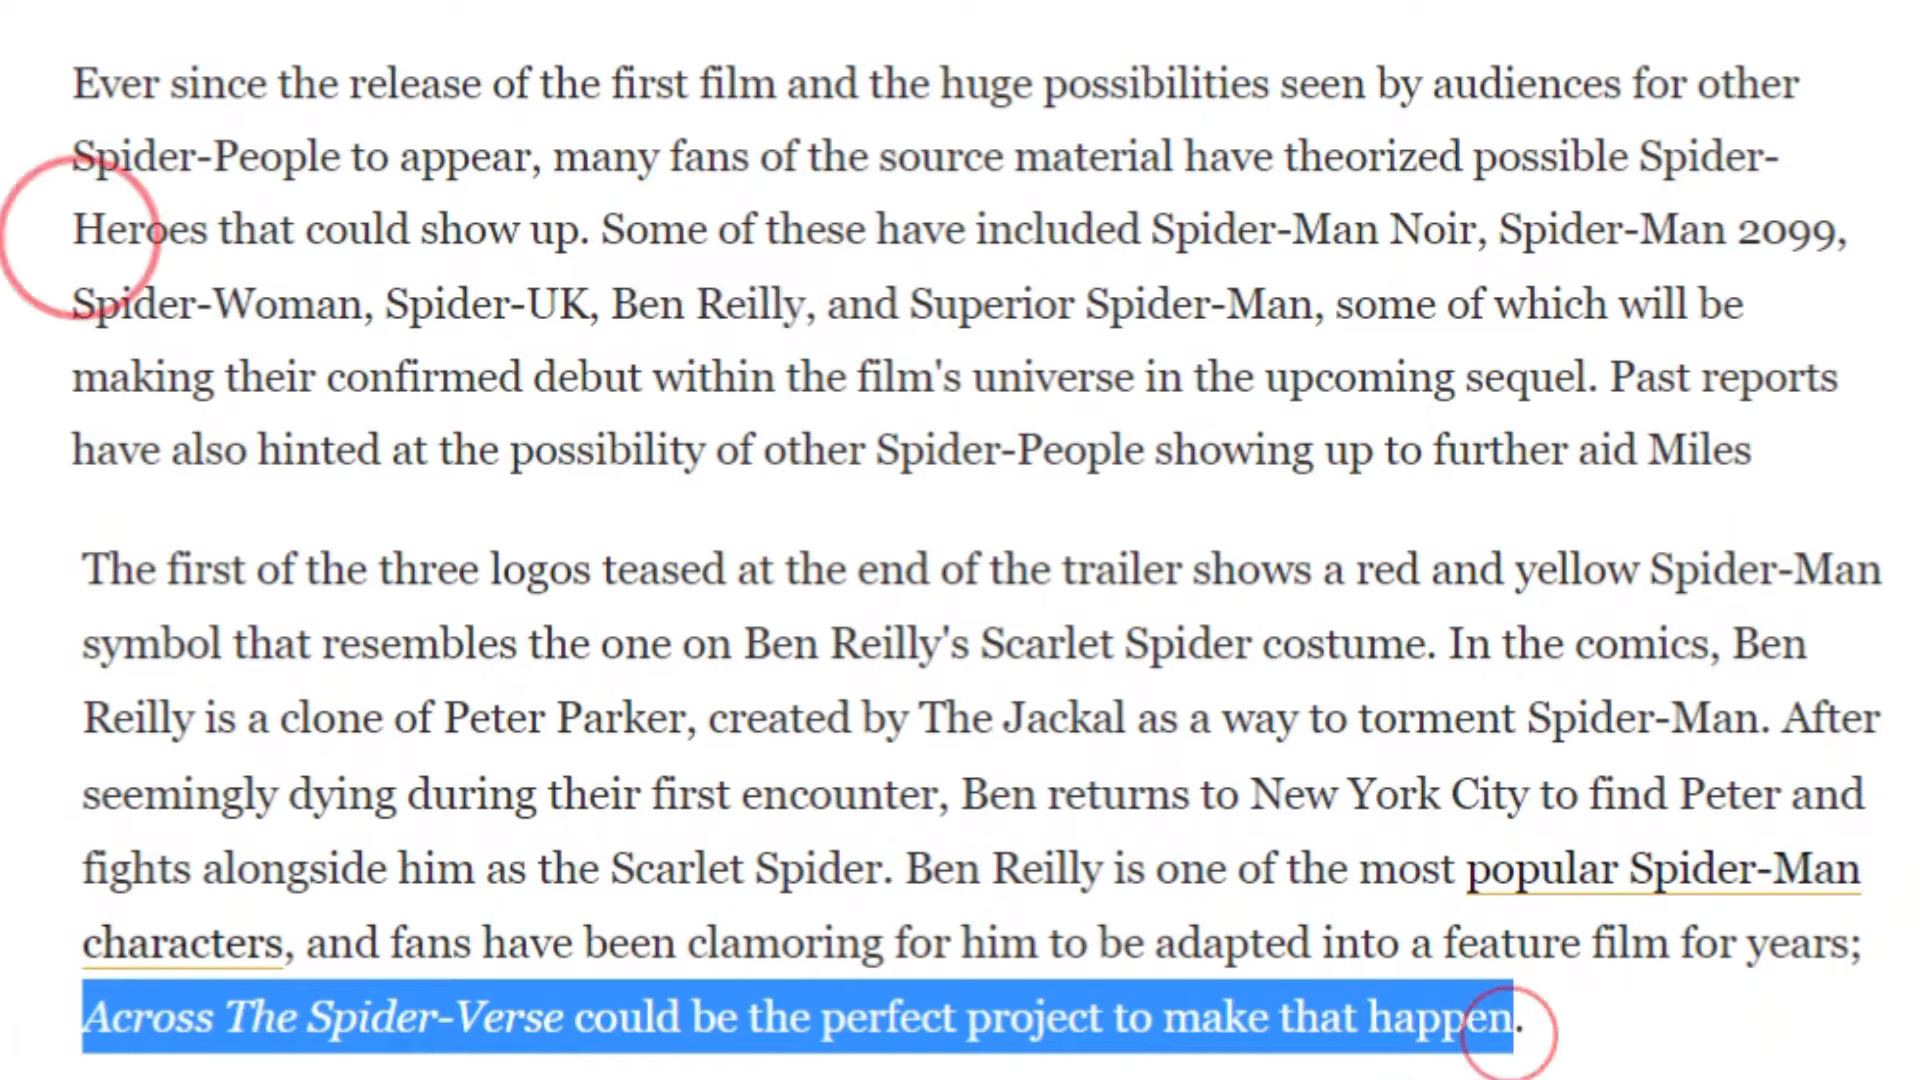 Ever since the release of the first film and the huge possibilities seen by audiences for other
Spider-People to appear, many fans of the source material have theorized possible Spider-
Heroes that could show up. Some of these have included Spider-Man Noir, Spider-Man 2099,
Spider-Woman, Spider-UK, Ben Reilly, and Superior Spider-Man, some of which will be
making their confirmed debut within the film's universe in the upcoming sequel. Past reports
have also hinted at the possibility of other Spider-People showing up to further aid Miles
The first of the three logos teased at the end of the trailer shows a red and yellow Spider-Man
symbol that resembles the one on Ben Reilly's Scarlet Spider costume. In the comics, Ben
Reilly is a clone of Peter Parker, created by The Jackal as a way to torment Spider-Man. After
seemingly dying during their first encounter, Ben returns to New York City to find Peter and
fights alongside him as the Scarlet Spider. Ben Reilly is one of the most popular Spider-Man
characters, and fans have been clamoring for him to be adapted into a feature film for years;
Across The Spider-Verse could be the perfect project to make that happen.